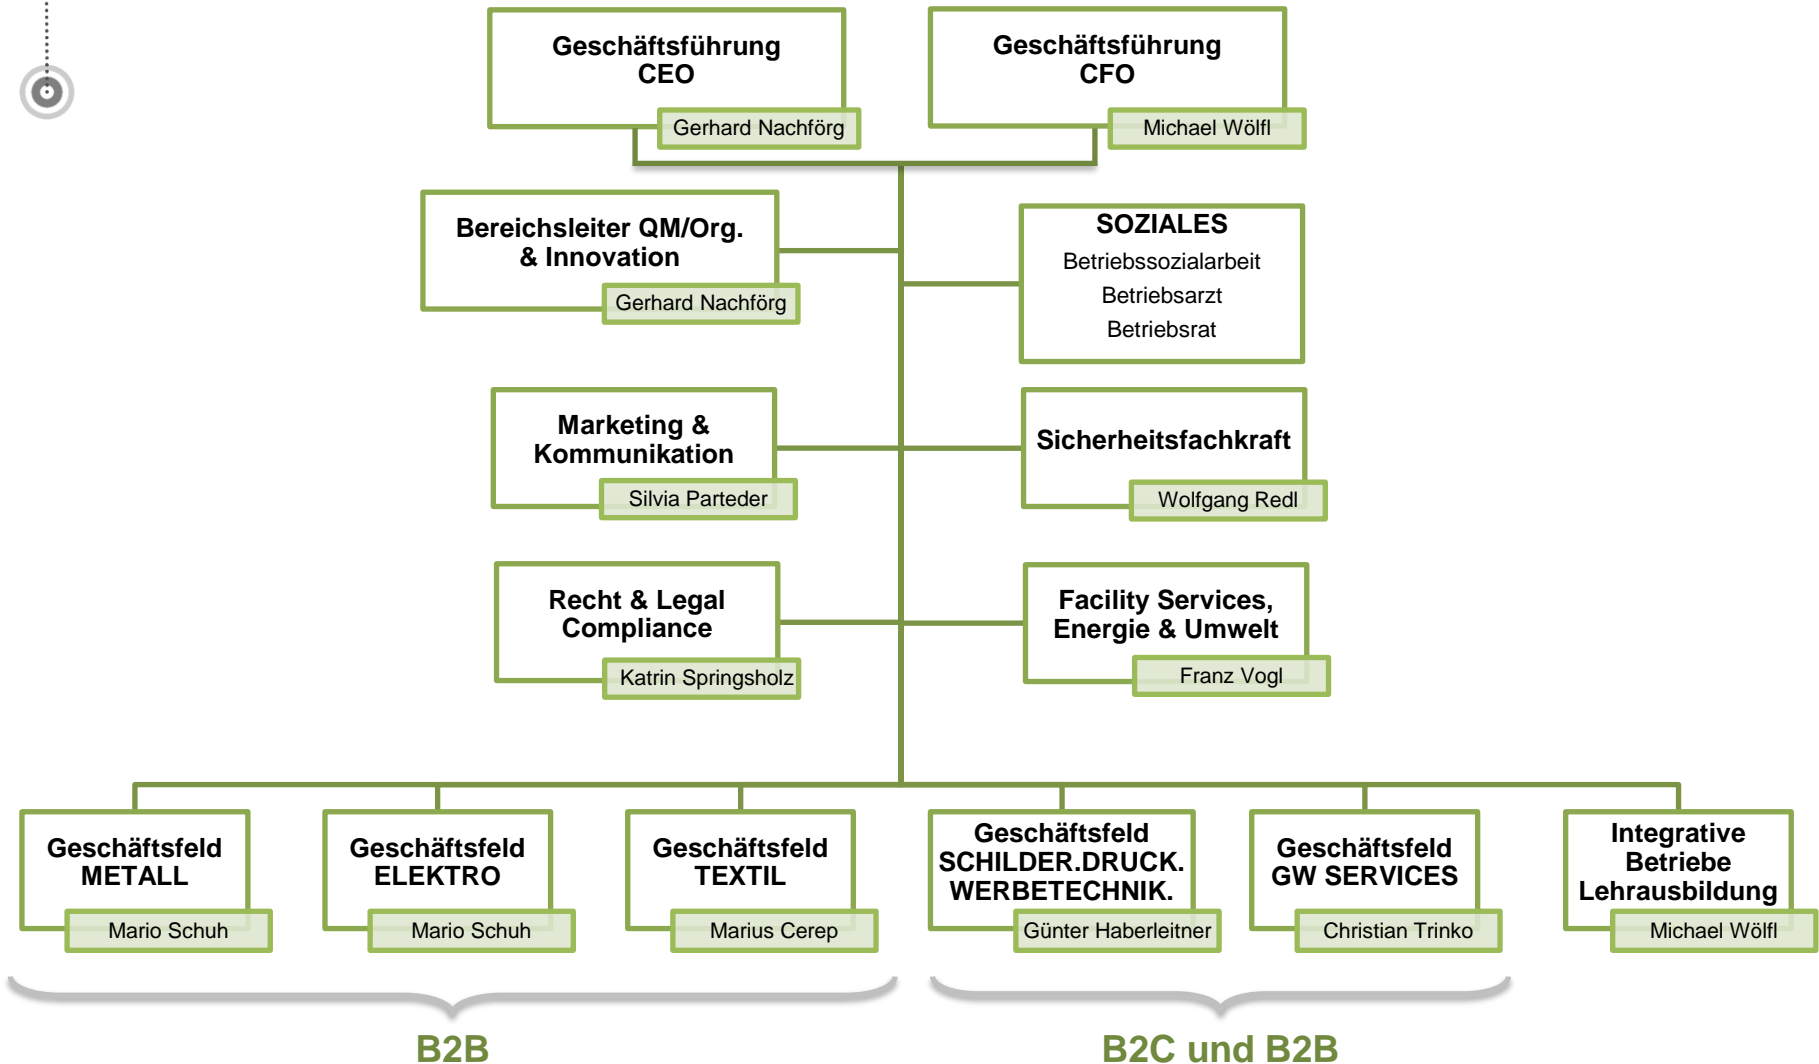 Geschäftsführung
CEO
Gerhard Nachförg
Geschäftsführung
CFO
Michael Wölfl
Bereichsleiter QM/Org.
& Innovation
Gerhard Nachförg
SOZIALES
Betriebssozialarbeit
Betriebsarzt
Betriebsrat
Marketing &
Kommunikation
Silvia Parteder
Sicherheitsfachkraft
Wolfgang Redl
Recht & Legal
Compliance
Katrin Springsholz
Facility Services,
Energie & Umwelt
Franz Vogl
Geschäftsfeld
METALL
Mario Schuh
Geschäftsfeld
ELEKTRO
Mario Schuh
Geschäftsfeld
TEXTIL
Marius Cerep
Geschäftsfeld
SCHILDER.DRUCK.
WERBETECHNIK.
Günter Haberleitner
Geschäftsfeld
GW SERVICES
Christian Trinko
Integrative
Betriebe
Lehrausbildung
Michael Wölfl
B2B
B2C und B2B